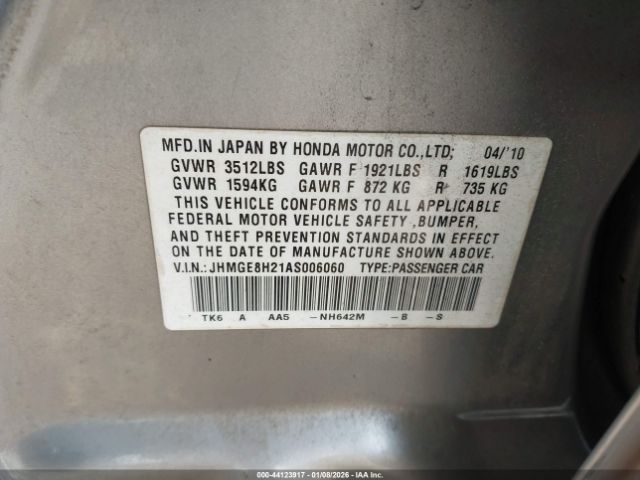 MFD.IN JAPAN BY HONDA MOTOR CO.,LTD; 04/'10
GVWR 3512LBS GAWR F 1921LBS R 1619LBS
GVWR 1594KG GAWR F 872 KG R 735 KG
THIS VEHICLE CONFORMS TO ALL APPLICABLE
FEDERAL MOTOR VEHICLE SAFETY ,BUMPER,
AND THEFT PREVENTION STANDARDS IN EFFECT
ON THE DATE OF MANUFACTURE SHOWN ABOVE.
V.I.N.:JHMGE8H21AS006060 TYPE:PASSENGER CAR
TK6 A AA5 -NH642M -B -S
000-44123917 - 01/08/2026 - IAA Inc.